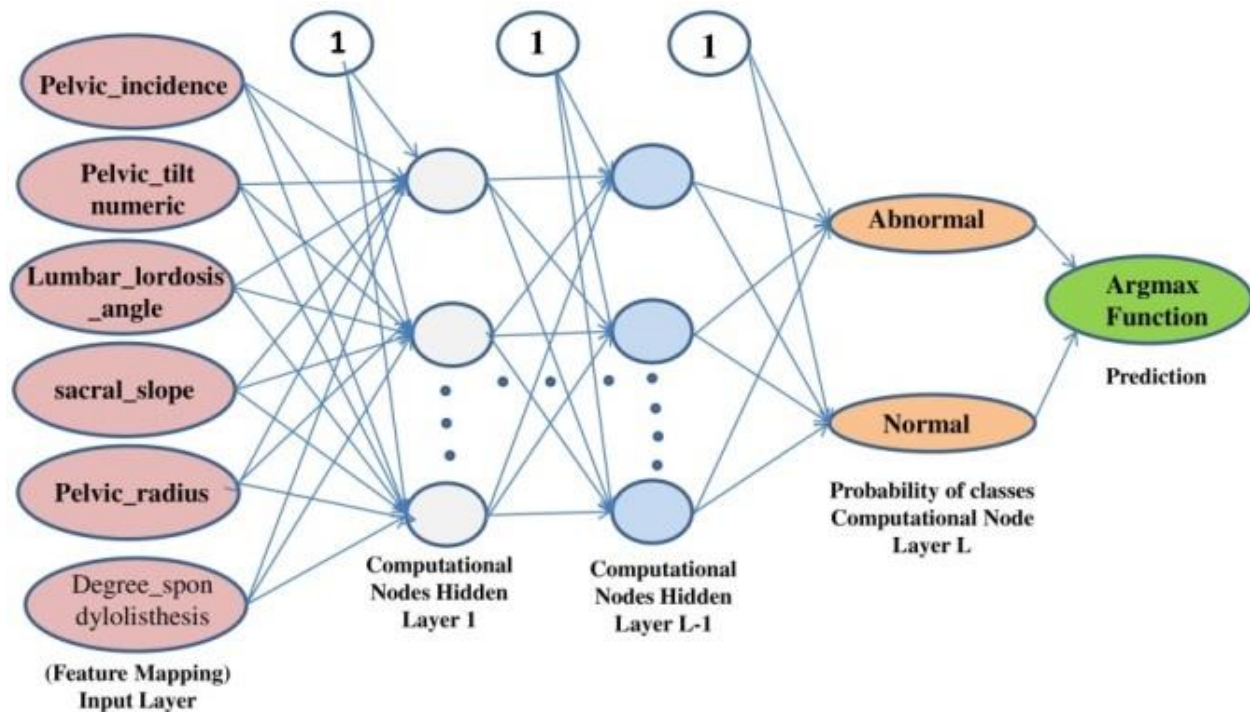 1
1
1
Pelvic_incidence
Pelvic_tilt
numeric
Lumbar_lordosis
_angle
sacral_slope
Pelvic_radius
Degree_spon
dylolisthesis
(Feature Mapping)
Input Layer
Computational
Nodes Hidden
Layer 1
Computational
Nodes Hidden
Layer L-1
Abnormal
Normal
Probability of classes
Computational Node
Layer L
Argmax
Function
Prediction